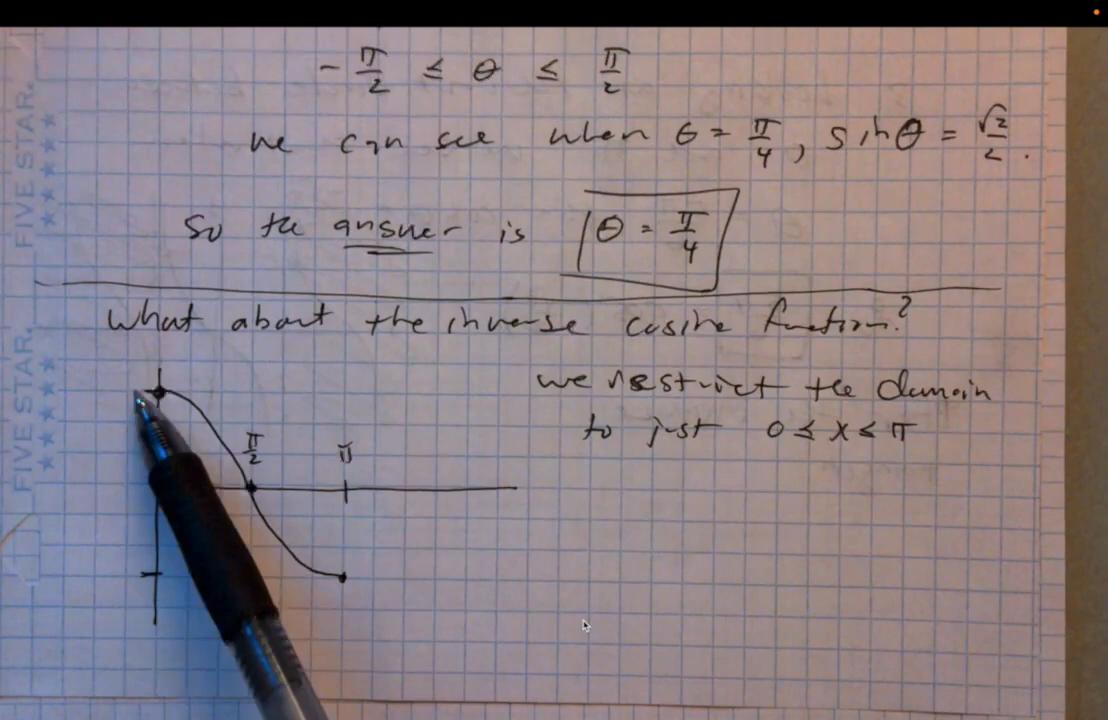 - π/2 ≤ θ ≤ π/2
we can see when θ = π/4, sinθ = √2/2.
So the answer is θ = π/4
What about the inverse cosine function?
we restrict the domain
to just 0 ≤ x ≤ π
π/2
π
FIVE STAR.
FIVE STAR.